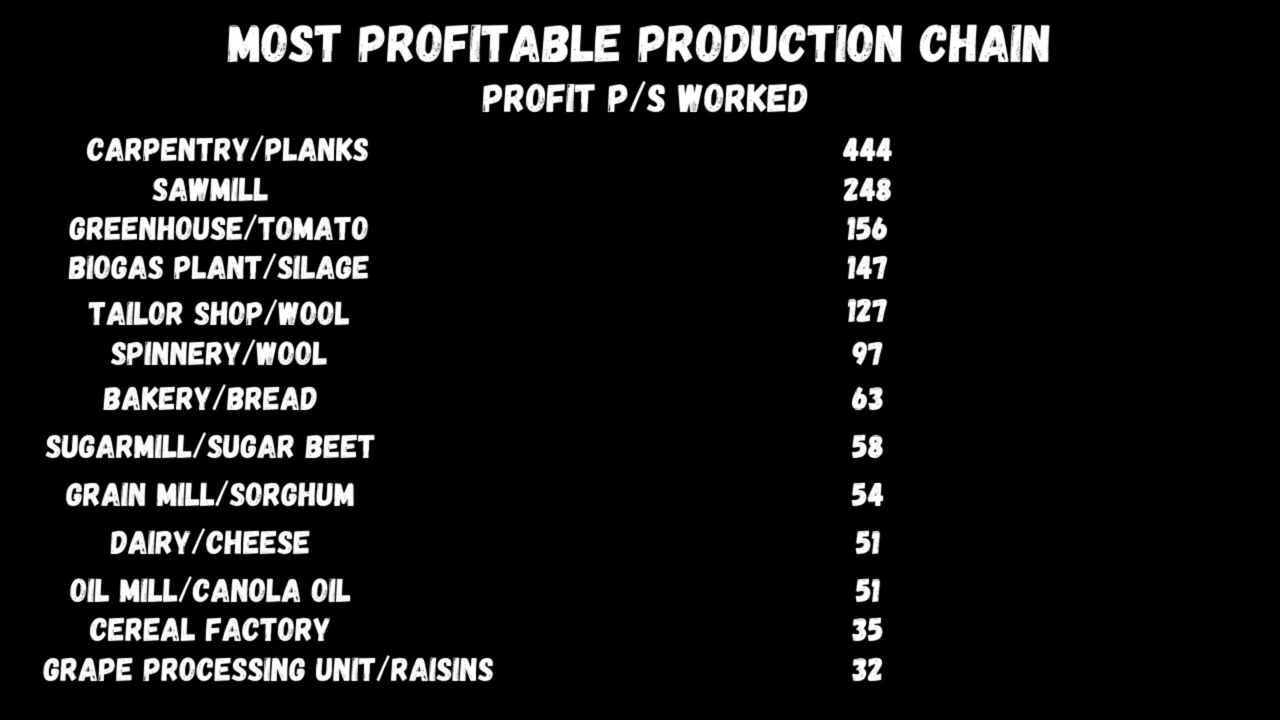 MOST PROFITABLE PRODUCTION CHAIN
PROFIT P/S WORKED
CARPENTRY/PLANKS 444
SAWMILL 248
GREENHOUSE/TOMATO 156
BIOGAS PLANT/SILAGE 147
TAILOR SHOP/WOOL 127
SPINNERY/WOOL 97
BAKERY/BREAD 63
SUGARMILL/SUGAR BEET 58
GRAIN MILL/SORGHUM 54
DAIRY/CHEESE 51
OIL MILL/CANOLA OIL 51
CEREAL FACTORY 35
GRAPE PROCESSING UNIT/RAISINS 32